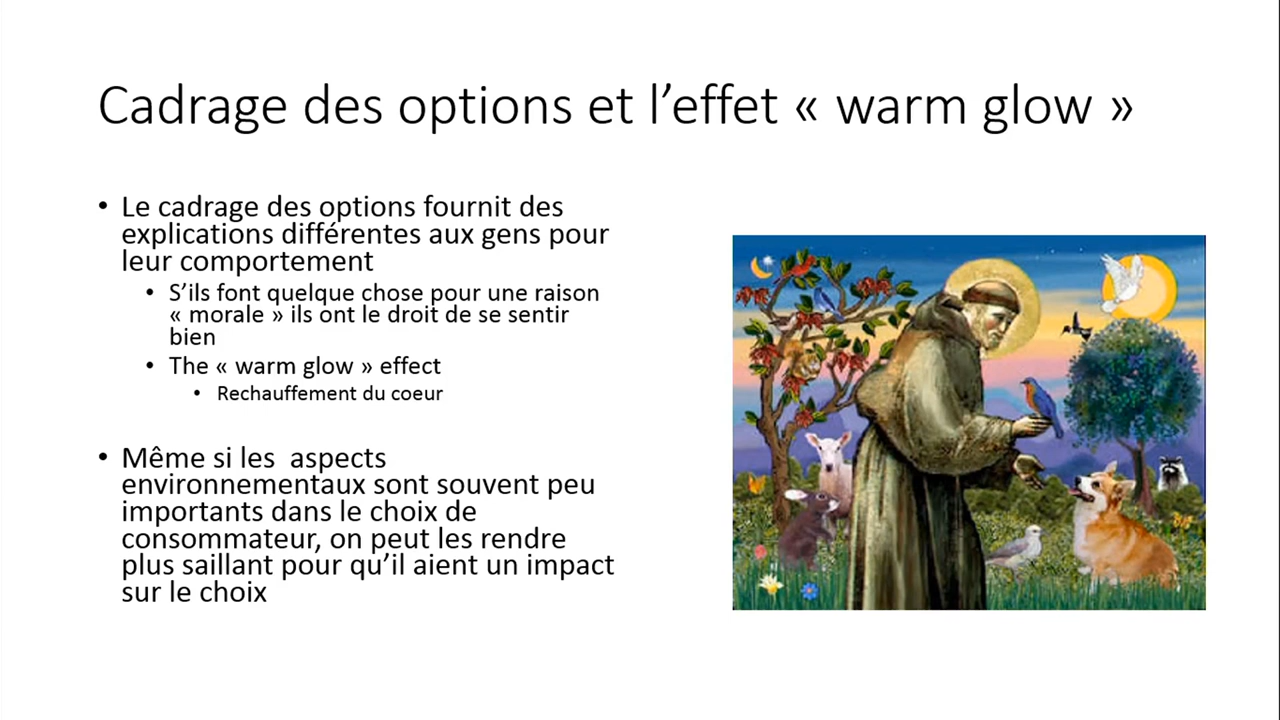 Cadrage des options et l’effet « warm glow »
• Le cadrage des options fournit des
explications différentes aux gens pour
leur comportement
• S’ils font quelque chose pour une raison
« morale » ils ont le droit de se sentir
bien
• The « warm glow » effect
• Rechauffement du coeur
• Même si les  aspects
environnementaux sont souvent peu
importants dans le choix de
consommateur, on peut les rendre
plus saillant pour qu’il aient un impact
sur le choix